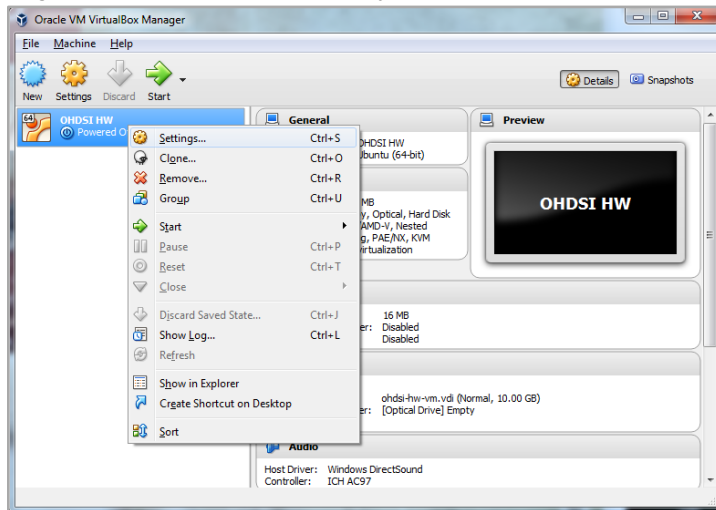 Oracle VM VirtualBox Manager
File Machine Help
New Settings Discard Start
Details Snapshots
64
OHDSI HW
Powered O
Settings... Ctrl+S
Clone... Ctrl+O
Remove... Ctrl+R
Group Ctrl+U
Start
Pause Ctrl+P
Reset Ctrl+T
Close
Discard Saved State... Ctrl+J
Show Log... Ctrl+L
Refresh
Show in Explorer
Create Shortcut on Desktop
Sort
General
OHDSI HW
Ubuntu (64-bit)
MB
y, Optical, Hard Disk
AMD-V, Nested
g, PAE/NX, KVM
irtualization
16 MB
er: Disabled
Disabled
ohdsi-hw-vm.vdi (Normal, 10.00 GB)
er: [Optical Drive] Empty
Audio
Host Driver: Windows DirectSound
Controller: ICH AC97
Preview
OHDSI HW